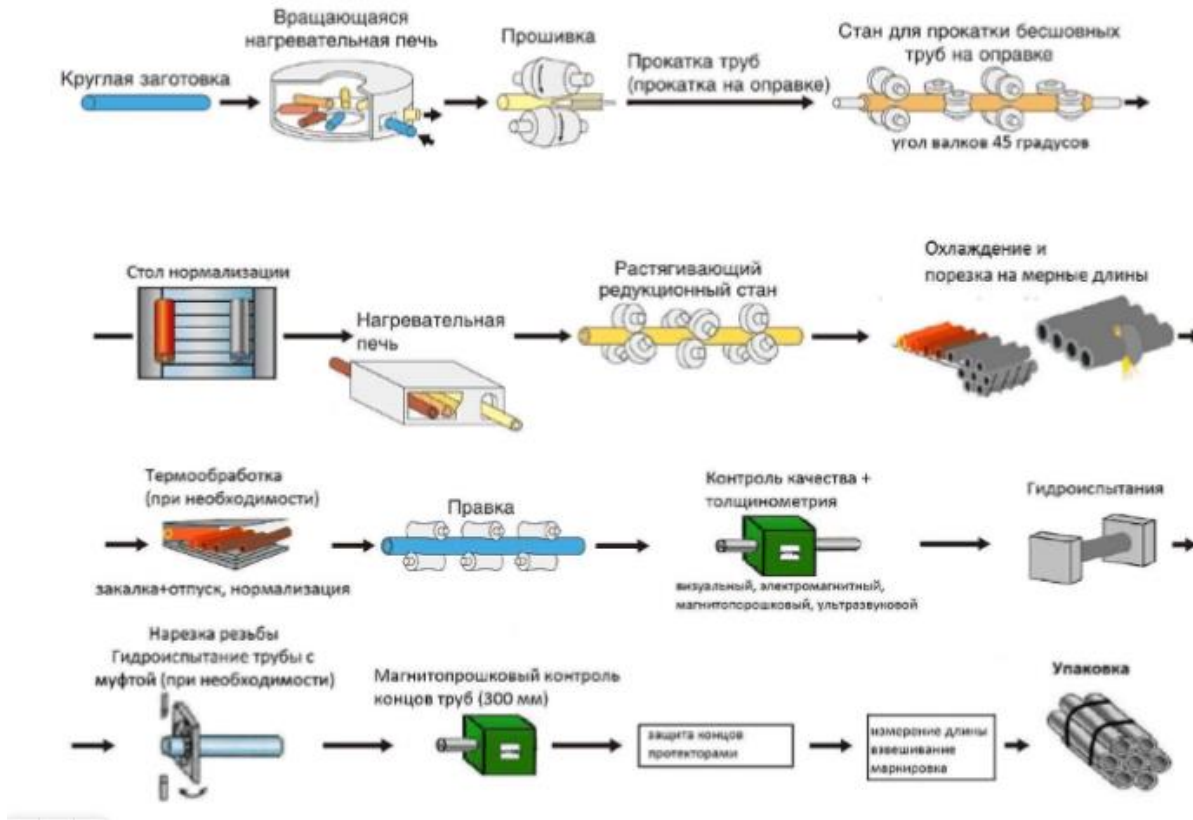 Вращающаяся
нагревательная печь
Прошивка
Стан для прокатки бесшовных
труб на оправке
Круглая заготовка
Прокатка труб
(прокатка на оправке)
угол валков 45 градусов
Стол нормализации
Нагревательная
печь
Растягивающий
редукционный стан
Охлаждение и
порезка на мерные длины
Термообработка
(при необходимости)
закалка+отпуск, нормализация
Правка
Контроль качества +
толщинометрия
визуальный, электромагнитный,
магнитопорошковый, ультразвуковой
Гидроиспытания
Нарезка резьбы
Гидроиспытание трубы с
муфтой (при необходимости)
Магнитопрошковый контроль
концов труб (300 мм)
защита концов
протекторами
измерение длины
взвешивание
маркировка
Упаковка